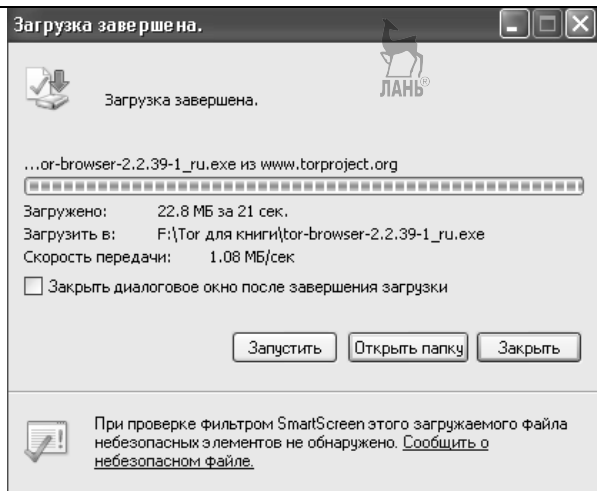 Загрузка завершена.
ЛАНЬ®
Загрузка завершена.
...or-browser-2.2.39-1_ru.exe из www.torproject.org
Загружено: 22.8 МБ за 21 сек.
Загрузить в: F:\Tor для книги\tor-browser-2.2.39-1_ru.exe
Скорость передачи: 1.08 МБ/сек
Закрыть диалоговое окно после завершения загрузки
Запустить Открыть папку Закрыть
При проверке фильтром SmartScreen этого загружаемого файла
небезопасных элементов не обнаружено. Сообщить о
небезопасном файле.